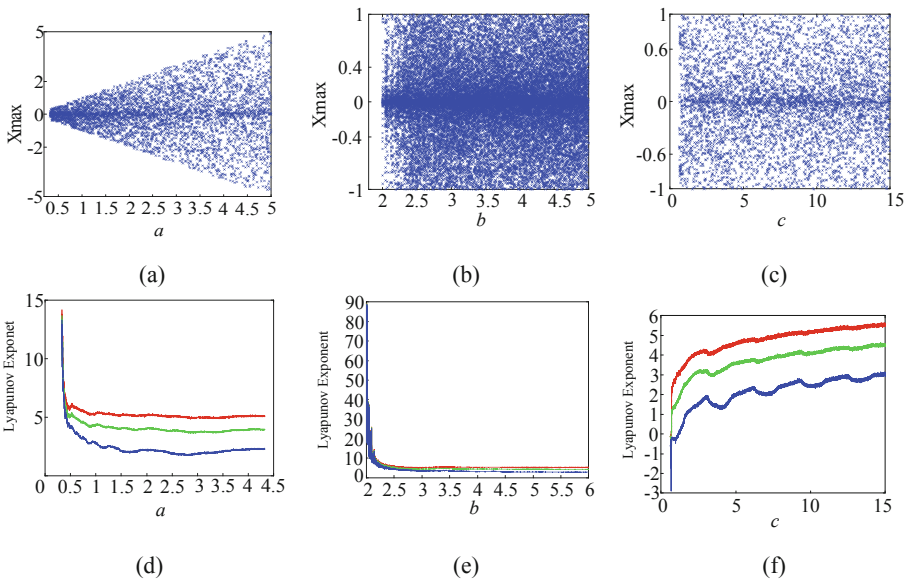 5
2
0
-2
-5
Xmax
0.5 1 1.5 2 2.5 3 3.5 4 4.5 5
a
(a)
1
0.4
0
-0.4
-1
Xmax
2 2.5 3 3.5 4 4.5 5
b
(b)
1
0.6
0
-0.6
-1
Xmax
0 5 10 15
c
(c)
15
10
5
Lyapunov Exponet
0 0.5 1 1.5 2 2.5 3 3.5 4 4.5
a
(d)
90
80
70
60
50
40
30
20
10
0
Lyapunov Exponent
2.0 2.5 3 3.5 4 4.5 5 5.5 6
b
(e)
6
5
4
3
2
1
0
-1
-2
-3
Lyapunov Exponent
0 5 10 15
c
(f)